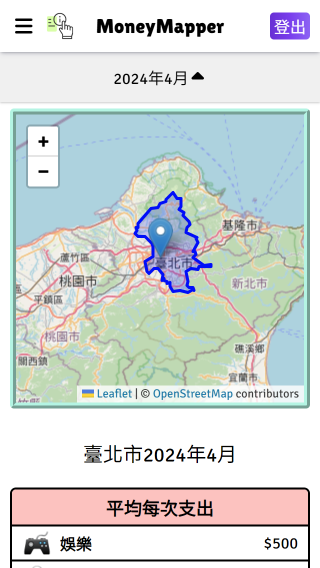 MoneyMapper
登出
2024年4月
+
−
基隆市
蘆竹區
臺北市
桃園市
新北市
平鎮區
桃園市
礁溪鄉
關西鎮
宜蘭市
Leaflet | © OpenStreetMap contributors
臺北市2024年4月
平均每次支出
娛樂 $500